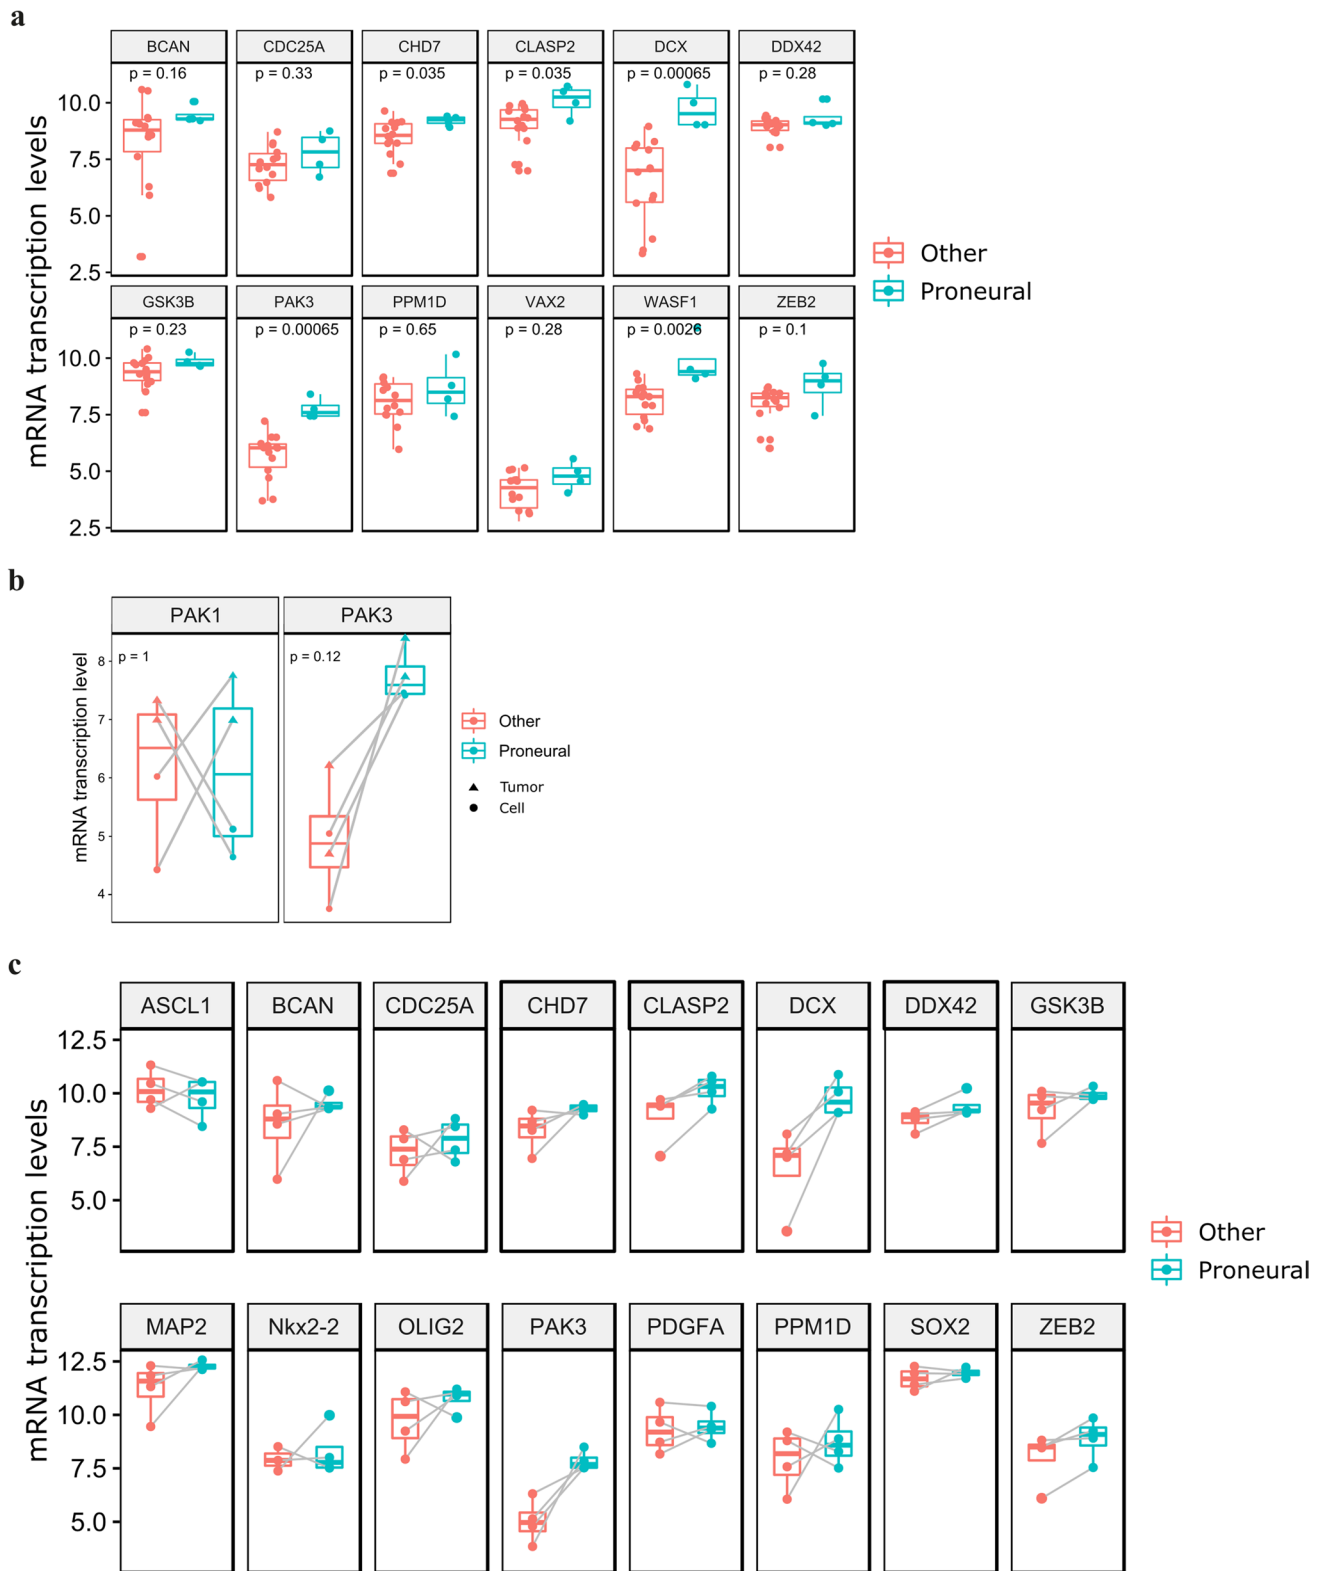 a
BCAN CDC25A CHD7 CLASP2 DCX DDX42
p = 0.16 p = 0.33 p = 0.035 p = 0.035 p = 0.00065 p = 0.28
10.0
7.5
5.0
2.5
mRNA transcription levels
Other
Proneural
GSK3B PAK3 PPM1D VAX2 WASF1 ZEB2
p = 0.23 p = 0.00065 p = 0.65 p = 0.28 p = 0.0026 p = 0.1
10.0
7.5
5.0
2.5
b
PAK1 PAK3
p = 1 p = 0.12
8
7
6
5
4
mRNA transcription level
Other
Proneural
Tumor
Cell
c
ASCL1 BCAN CDC25A CHD7 CLASP2 DCX DDX42 GSK3B
12.5
10.0
7.5
5.0
mRNA transcription levels
Other
Proneural
MAP2 Nkx2-2 OLIG2 PAK3 PDGFA PPM1D SOX2 ZEB2
12.5
10.0
7.5
5.0